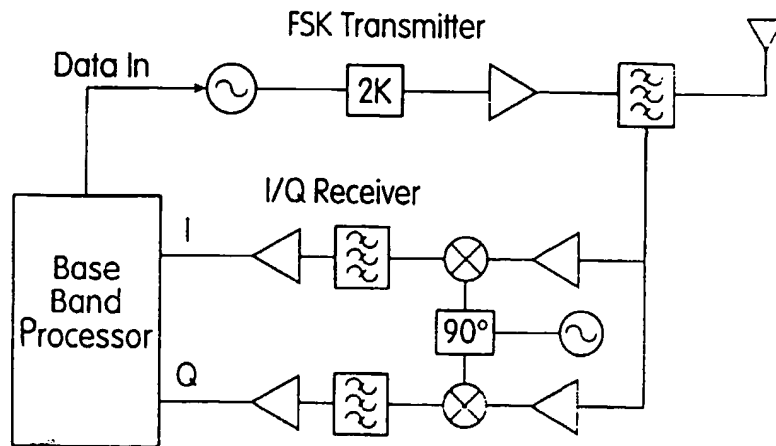 FSK Transmitter
Data In
2K
I/Q Receiver
I
Base
Band
Processor
90°
Q